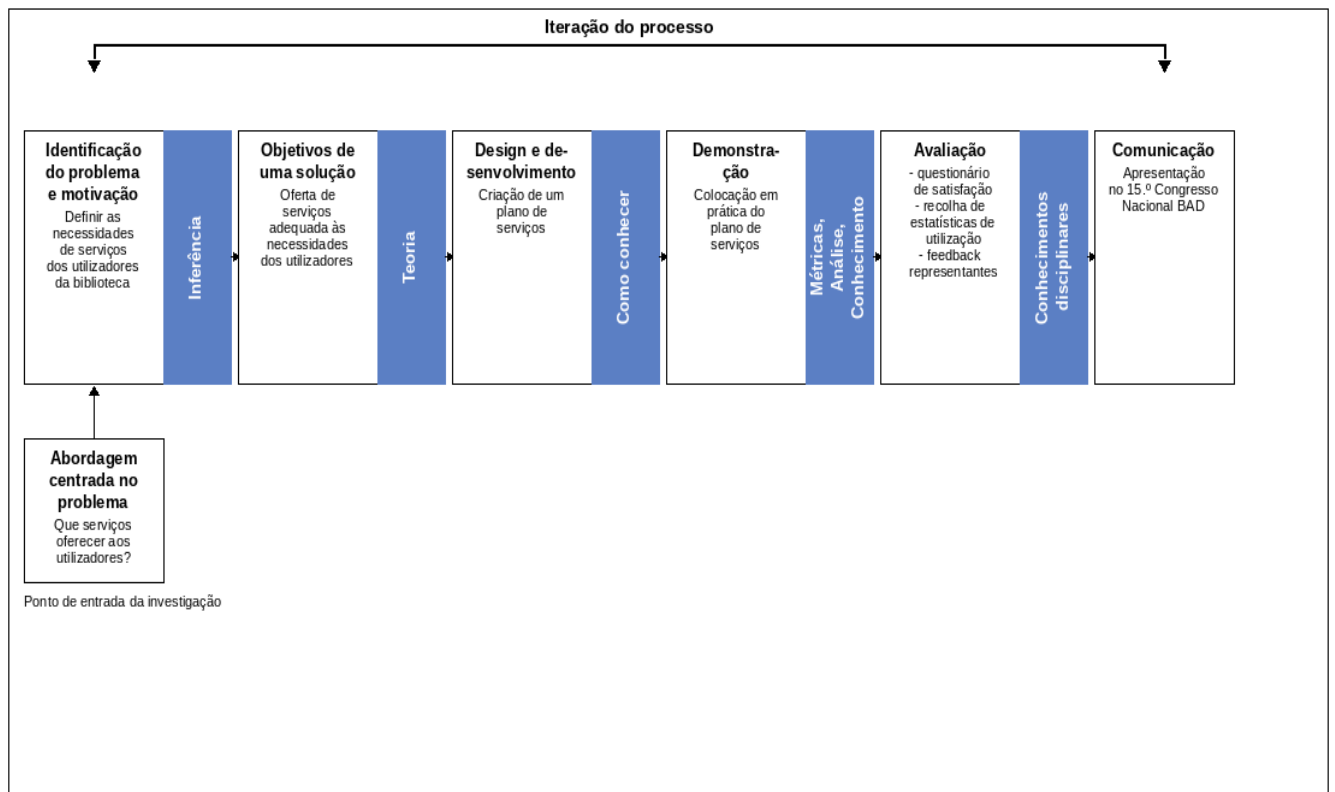 Iteração do processo
Identificação
do problema
e motivação
Definir as
necessidades
de serviços
dos utilizadores
da biblioteca
Inferência
Objetivos de
uma solução
Oferta de
serviços
adequada às
necessidades
dos utilizadores
Teoria
Design e de-
senvolvimento
Criação de um
plano de
serviços
Como conhecer
Demonstra-
ção
Colocação em
prática do
plano de
serviços
Métricas,
Análise,
Conhecimento
Avaliação
- questionário
de satisfação
- recolha de
estatísticas de
utilização
- feedback
representantes
Conhecimentos
disciplinares
Comunicação
Apresentação
no 15.º Congresso
Nacional BAD
Abordagem
centrada no
problema
Que serviços
oferecer aos
utilizadores?
Ponto de entrada da investigação